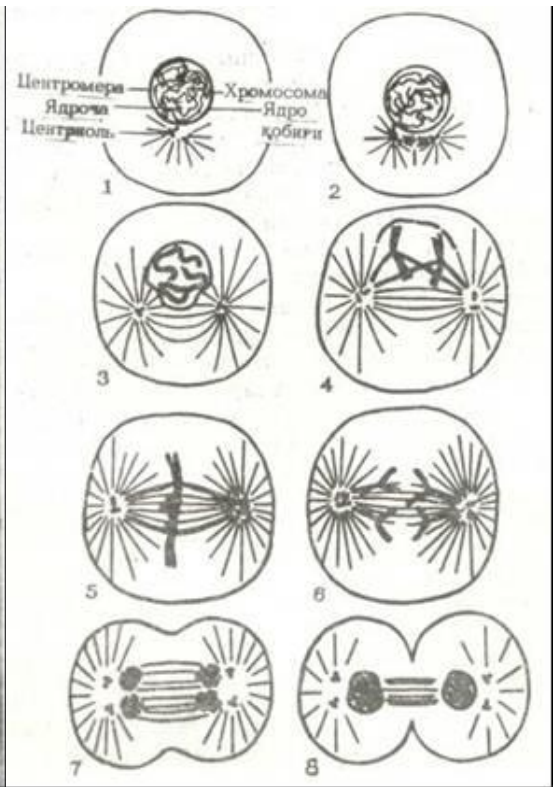 Центромера
Ядроча
Центриоль
Хромосома
Ядро
қобиғи
1
2
3
4
5
6
7
8